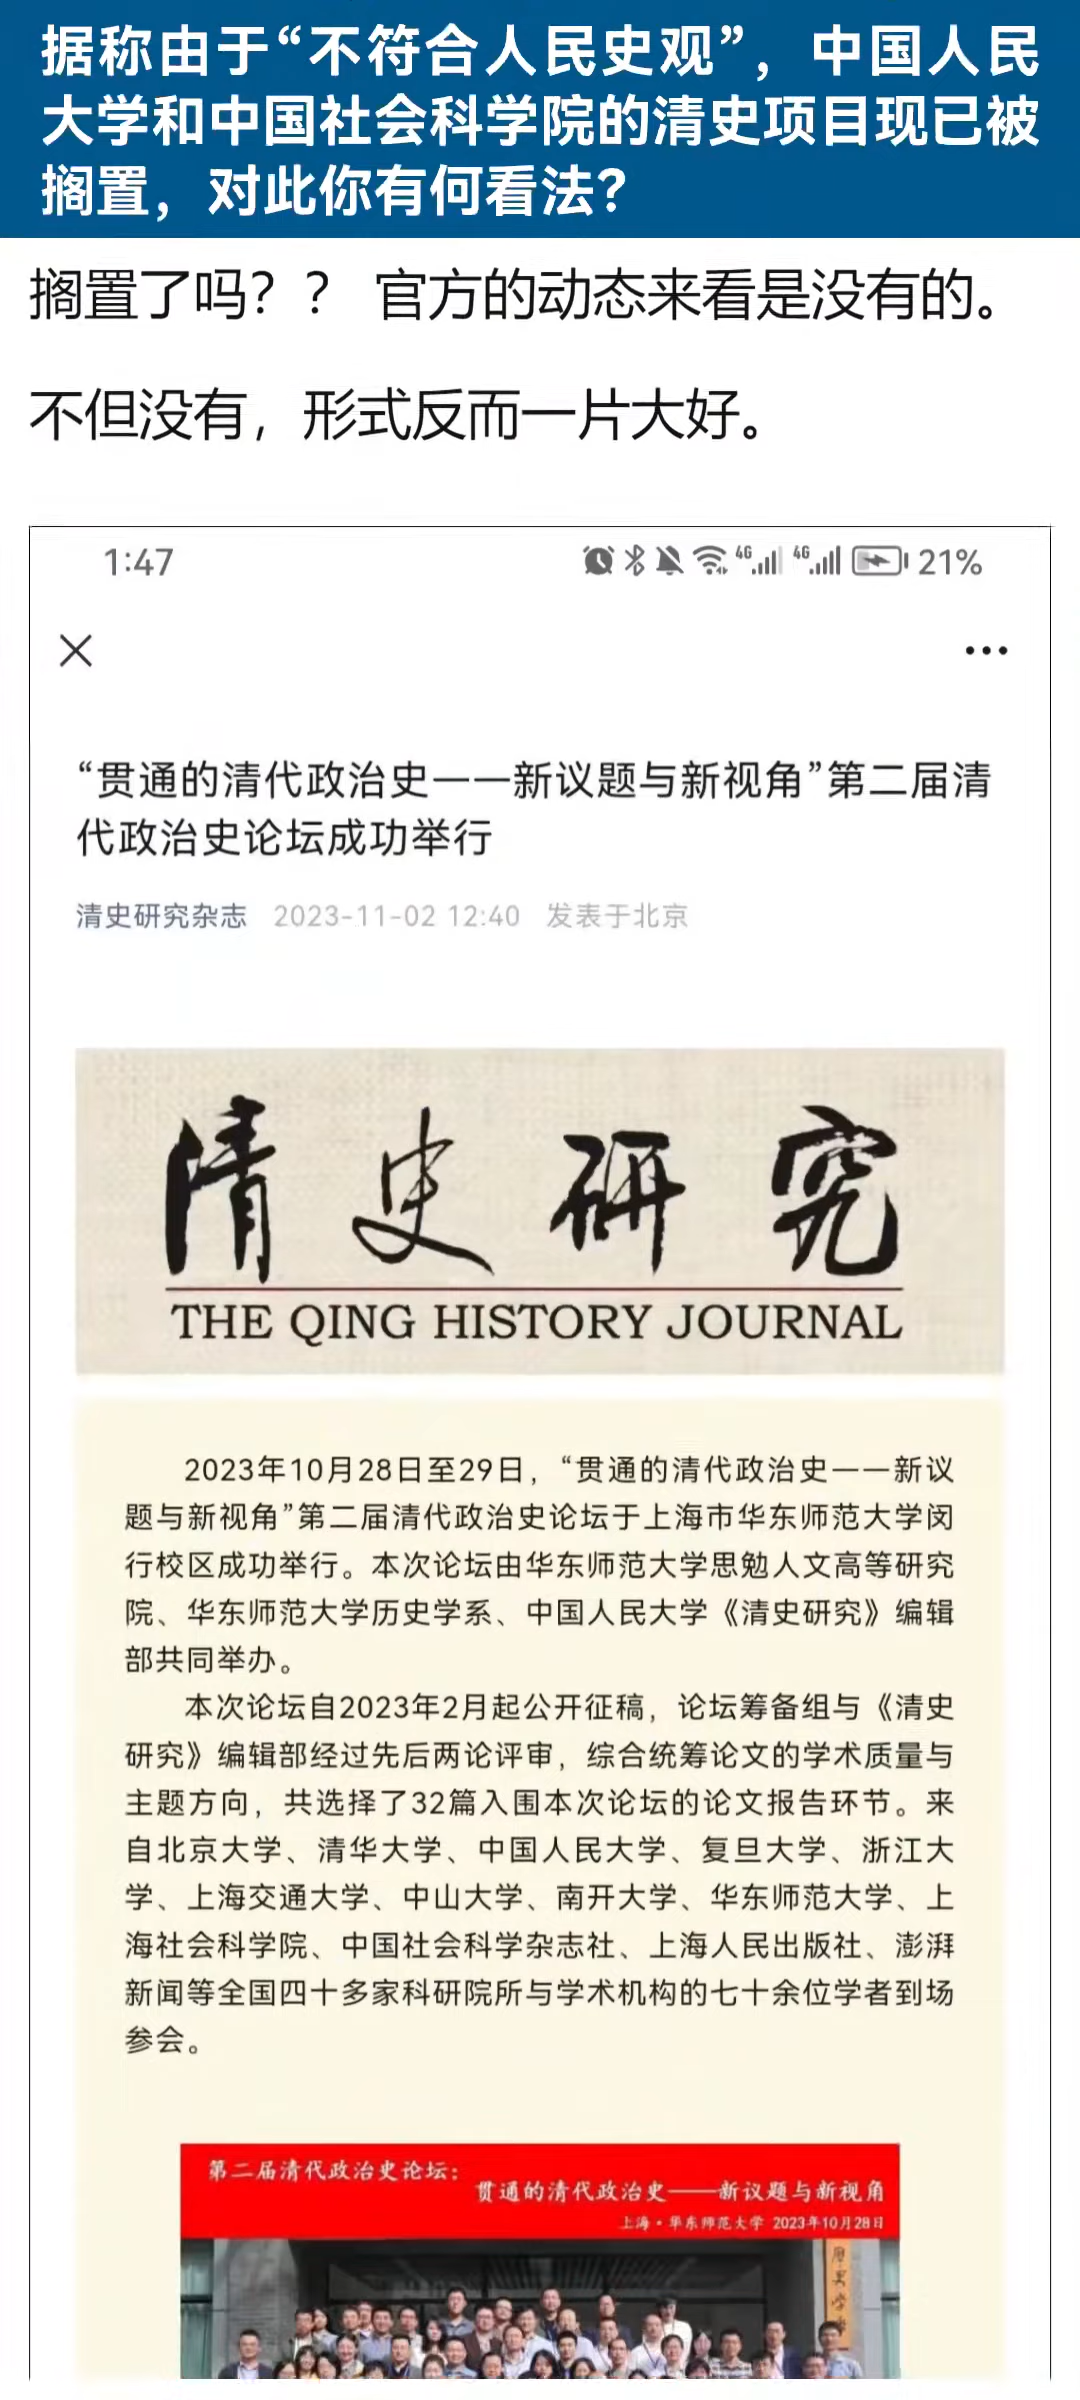 据称由于“不符合人民史观”，中国人民
大学和中国社会科学院的清史项目现已被
搁置，对此你有何看法？
搁置了吗？？ 官方的动态来看是没有的。
不但没有，形式反而一片大好。
1:47
4G 4G 21%
“贯通的清代政治史——新议题与新视角”第二届清
代政治史论坛成功举行
清史研究杂志 2023-11-02 12:40 发表于北京
清史研究
THE QING HISTORY JOURNAL
2023年10月28日至29日，“贯通的清代政治史——新议
题与新视角”第二届清代政治史论坛于上海市华东师范大学闵
行校区成功举行。本次论坛由华东师范大学思勉人文高等研究
院、华东师范大学历史学系、中国人民大学《清史研究》编辑
部共同举办。
本次论坛自2023年2月起公开征稿，论坛筹备组与《清史
研究》编辑部经过先后两论评审，综合统筹论文的学术质量与
主题方向，共选择了32篇入围本次论坛的论文报告环节。来
自北京大学、清华大学、中国人民大学、复旦大学、浙江大
学、上海交通大学、中山大学、南开大学、华东师范大学、上
海社会科学院、中国社会科学杂志社、上海人民出版社、澎湃
新闻等全国四十多家科研院所与学术机构的七十余位学者到场
参会。
第二届清代政治史论坛：
贯通的清代政治史——新议题与新视角
上海·华东师范大学 2023年10月28日